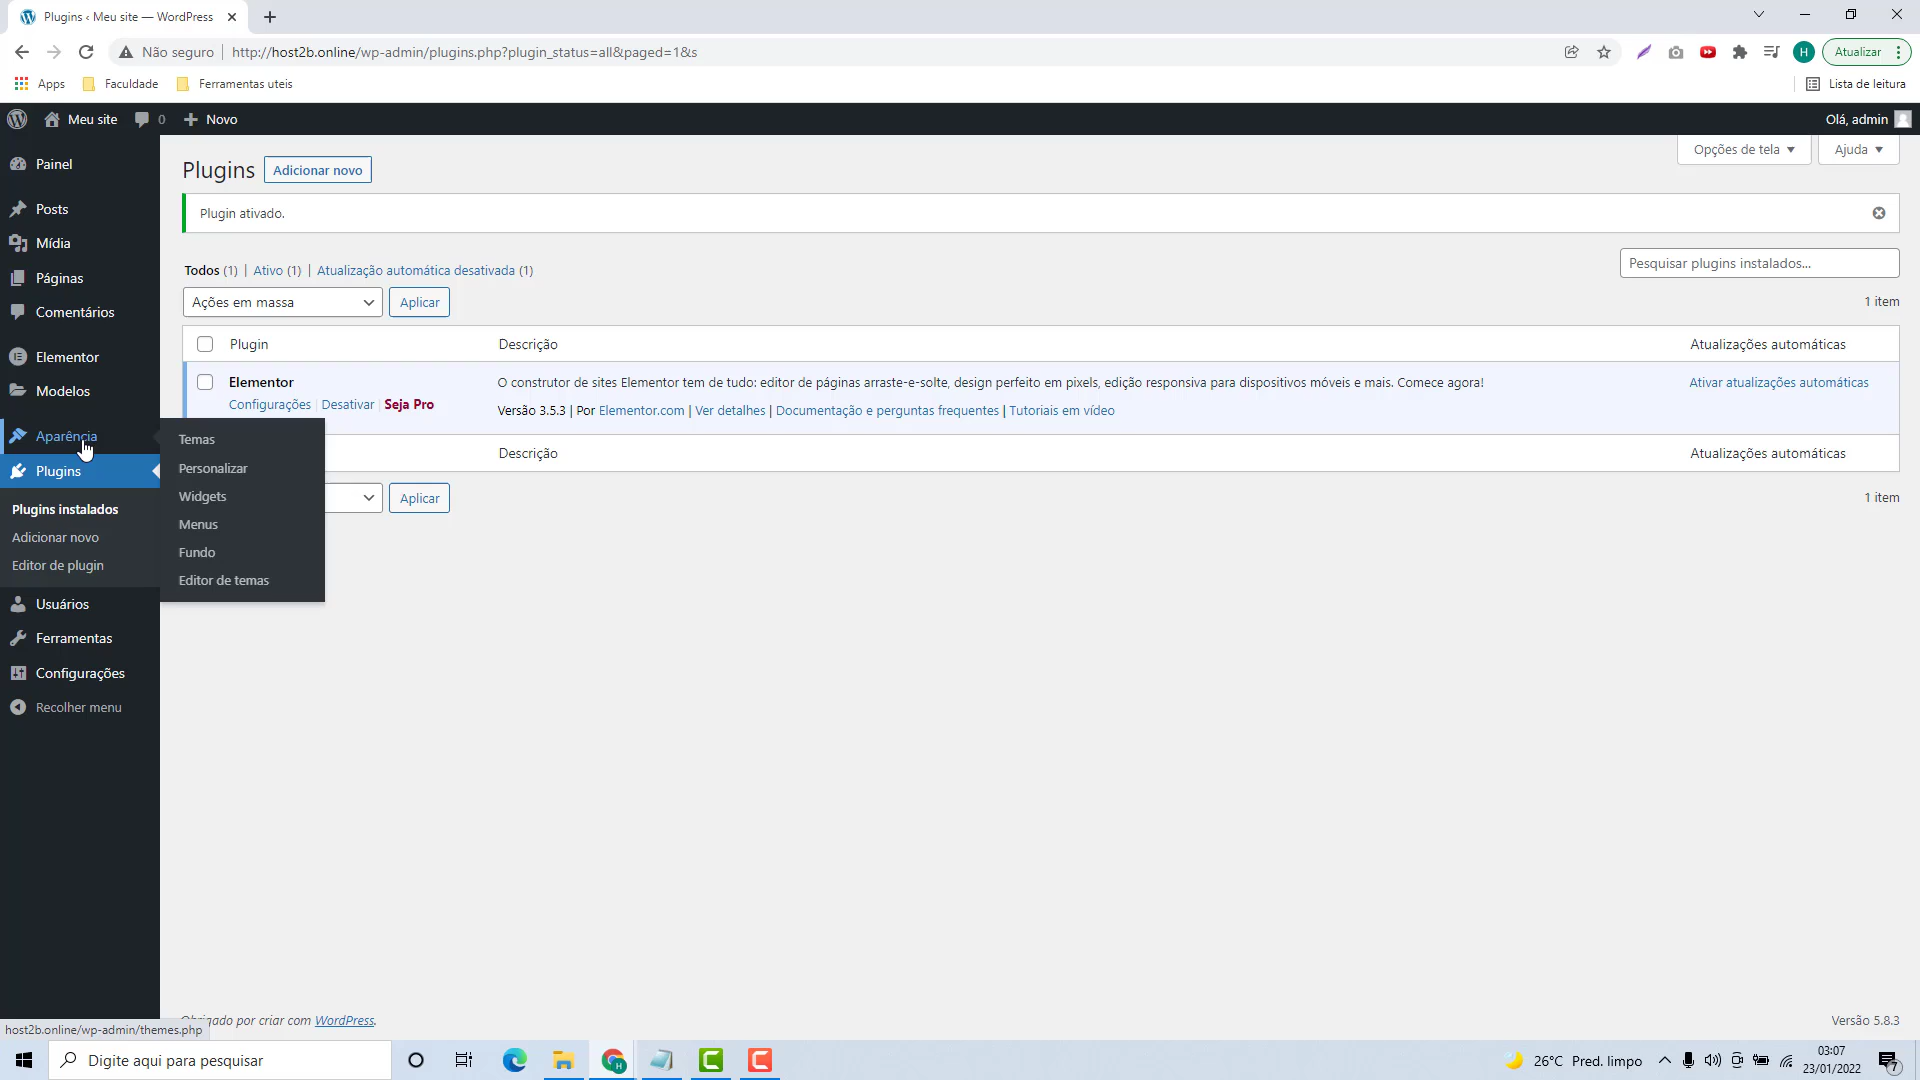 Plugins ‹ Meu site — WordPress
Não seguro
http://host2b.online/wp-admin/plugins.php?plugin_status=all&paged=1&s
H
Atualizar
Apps
Faculdade
Ferramentas uteis
Lista de leitura
Meu site
0
Novo
Olá, admin
Painel
Posts
Mídia
Páginas
Comentários
Elementor
Modelos
Aparência
Plugins
Plugins instalados
Adicionar novo
Editor de plugin
Usuários
Ferramentas
Configurações
Recolher menu
Temas
Personalizar
Widgets
Menus
Fundo
Editor de temas
Opções de tela
Ajuda
Plugins
Adicionar novo
Plugin ativado.
Todos (1) | Ativo (1) | Atualização automática desativada (1)
Pesquisar plugins instalados...
Ações em massa
Aplicar
1 item
Plugin
Descrição
Atualizações automáticas
Elementor
Configurações | Desativar | Seja Pro
O construtor de sites Elementor tem de tudo: editor de páginas arraste-e-solte, design perfeito em pixels, edição responsiva para dispositivos móveis e mais. Comece agora!
Versão 3.5.3 | Por Elementor.com | Ver detalhes | Documentação e perguntas frequentes | Tutoriais em vídeo
Ativar atualizações automáticas
Descrição
Atualizações automáticas
Aplicar
1 item
Obrigado por criar com WordPress.
Versão 5.8.3
host2b.online/wp-admin/themes.php
Digite aqui para pesquisar
26°C Pred. limpo
03:07
23/01/2022
7